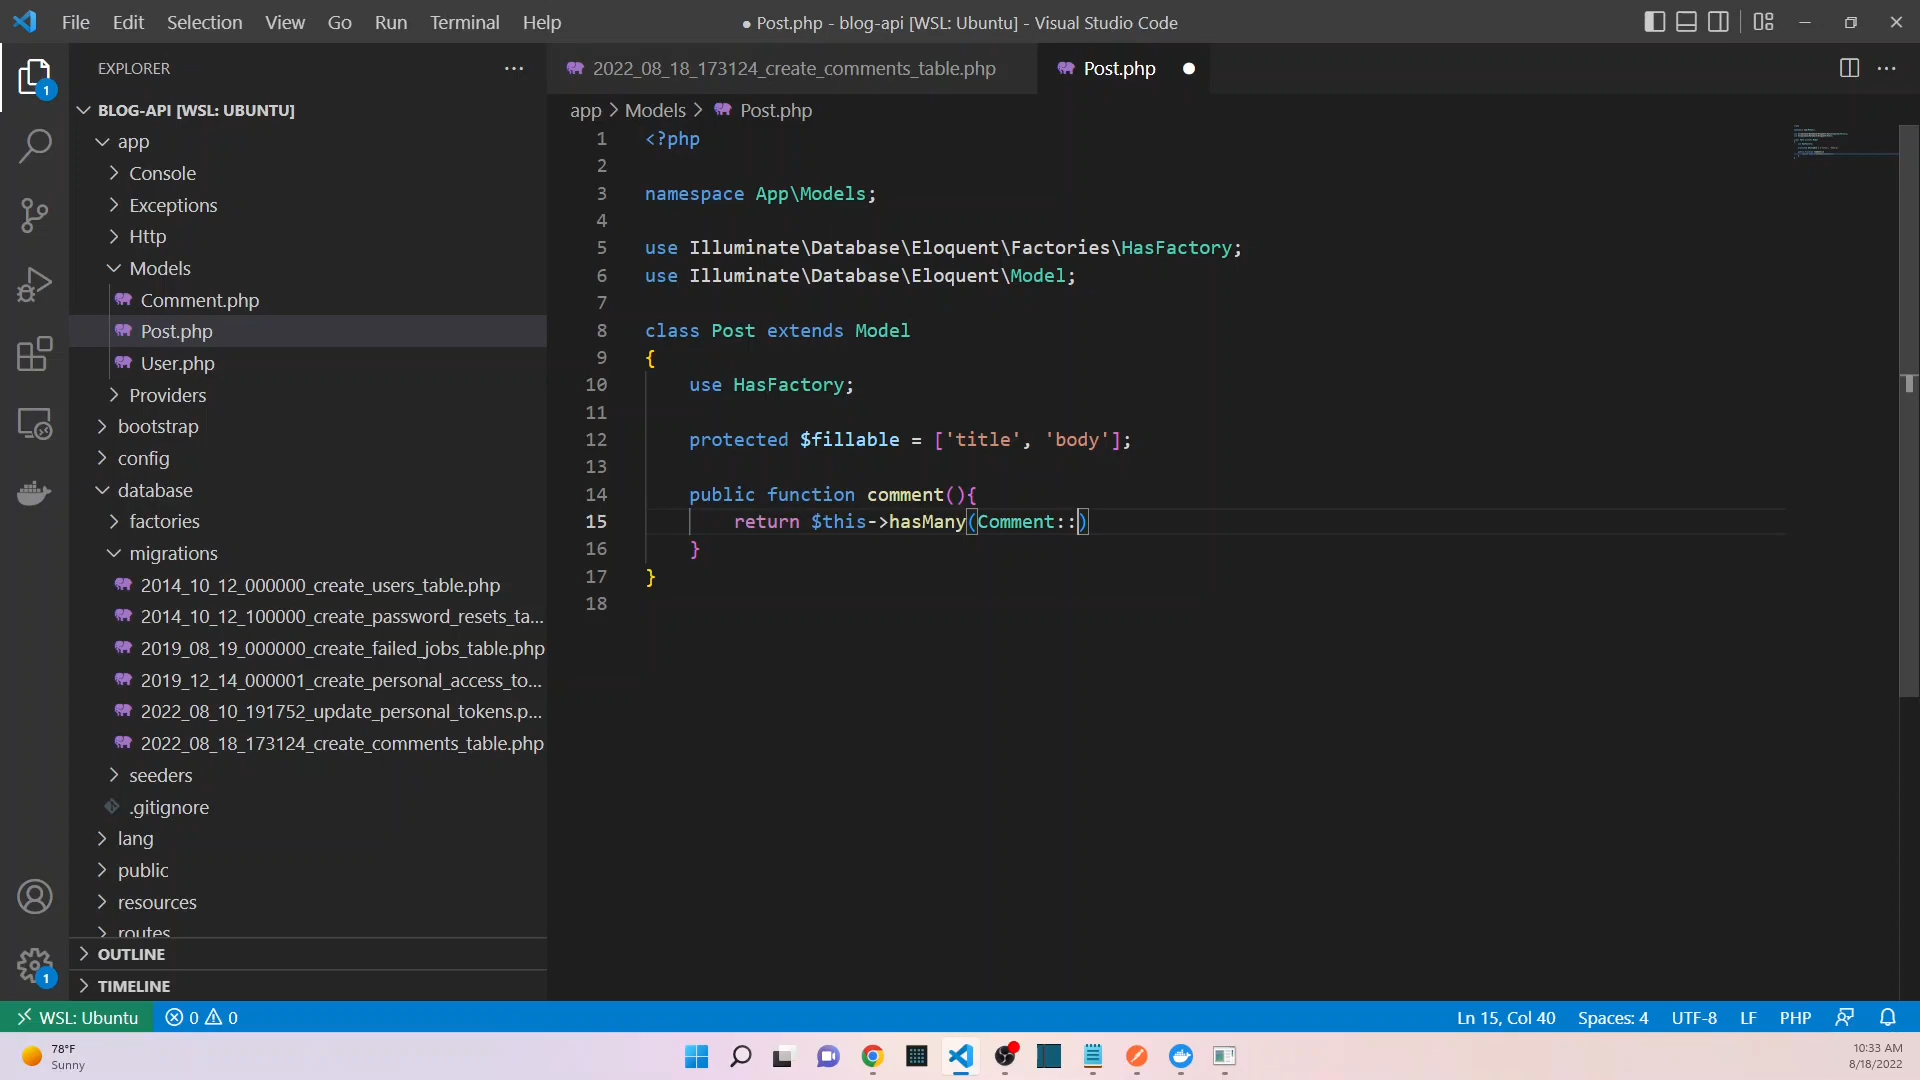 File Edit Selection View Go Run Terminal Help
● Post.php - blog-api [WSL: Ubuntu] - Visual Studio Code
EXPLORER
BLOG-API [WSL: UBUNTU]
app
Console
Exceptions
Http
Models
Comment.php
Post.php
User.php
Providers
bootstrap
config
database
factories
migrations
2014_10_12_000000_create_users_table.php
2014_10_12_100000_create_password_resets_ta...
2019_08_19_000000_create_failed_jobs_table.php
2019_12_14_000001_create_personal_access_to...
2022_08_10_191752_update_personal_tokens.p...
2022_08_18_173124_create_comments_table.php
seeders
.gitignore
lang
public
resources
routes
OUTLINE
TIMELINE
1
1
2022_08_18_173124_create_comments_table.php
Post.php
app > Models > Post.php
1 <?php
2
3 namespace App\Models;
4
5 use Illuminate\Database\Eloquent\Factories\HasFactory;
6 use Illuminate\Database\Eloquent\Model;
7
8 class Post extends Model
9 {
10 use HasFactory;
11
12 protected $fillable = ['title', 'body'];
13
14 public function comment(){
15 return $this->hasMany(Comment::)
16 }
17 }
18
WSL: Ubuntu 0 0 Ln 15, Col 40 Spaces: 4 UTF-8 LF PHP
78°F
Sunny
10:33 AM
8/18/2022